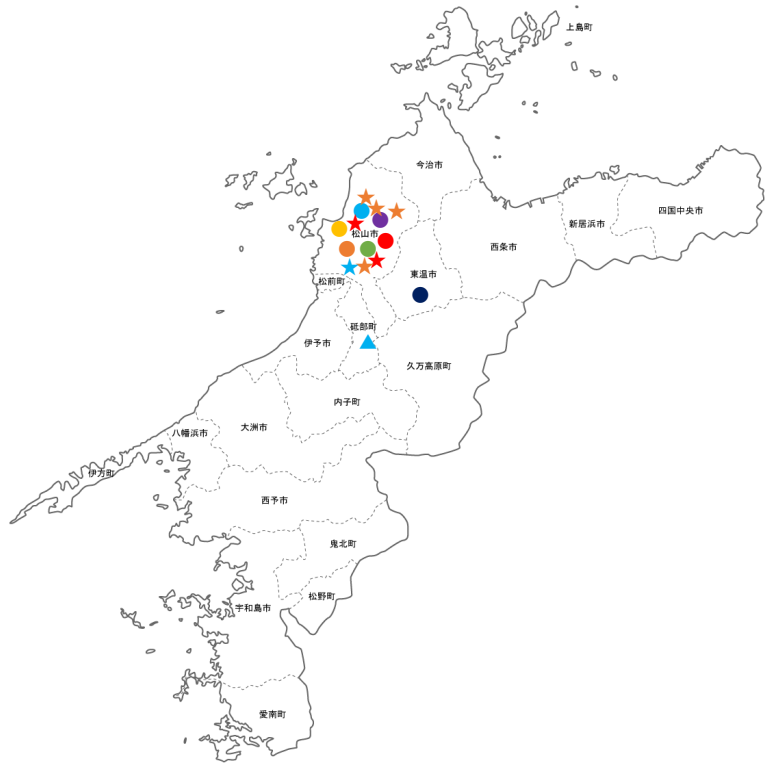 上島町
今治市
四国中央市
新居浜市
松山市
西条市
東温市
松前町
砥部町
伊予市
久万高原町
内子町
大洲市
八幡浜市
伊方町
西予市
鬼北町
松野町
宇和島市
愛南町